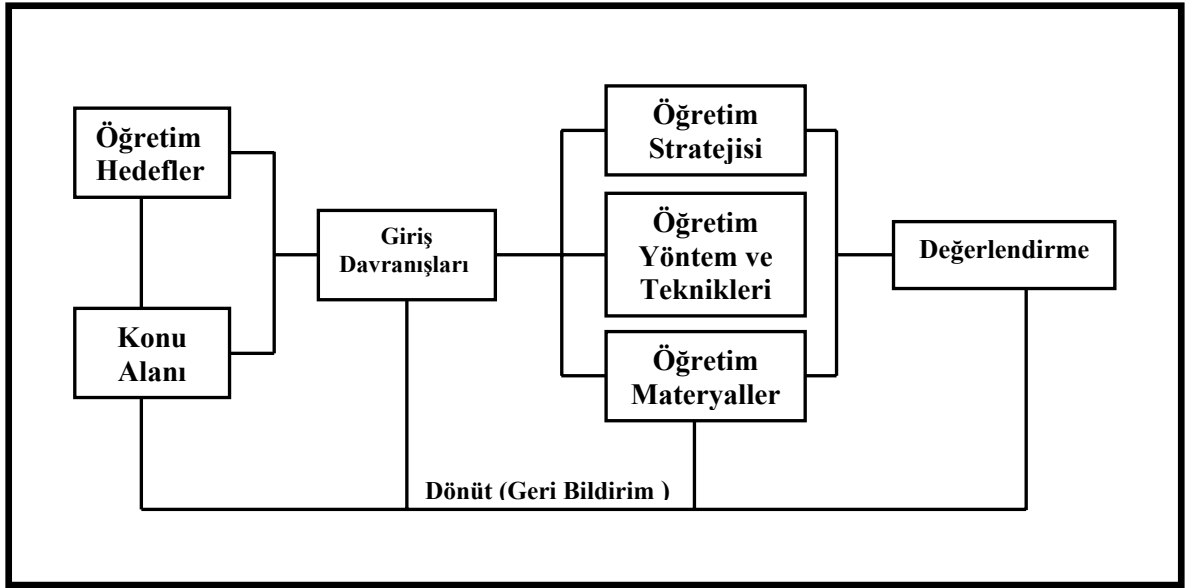 Öğretim
Hedefler
Konu
Alanı
Giriş
Davranışları
Öğretim
Stratejisi
Öğretim
Yöntem ve
Teknikleri
Öğretim
Materyaller
Değerlendirme
Dönüt (Geri Bildirim )